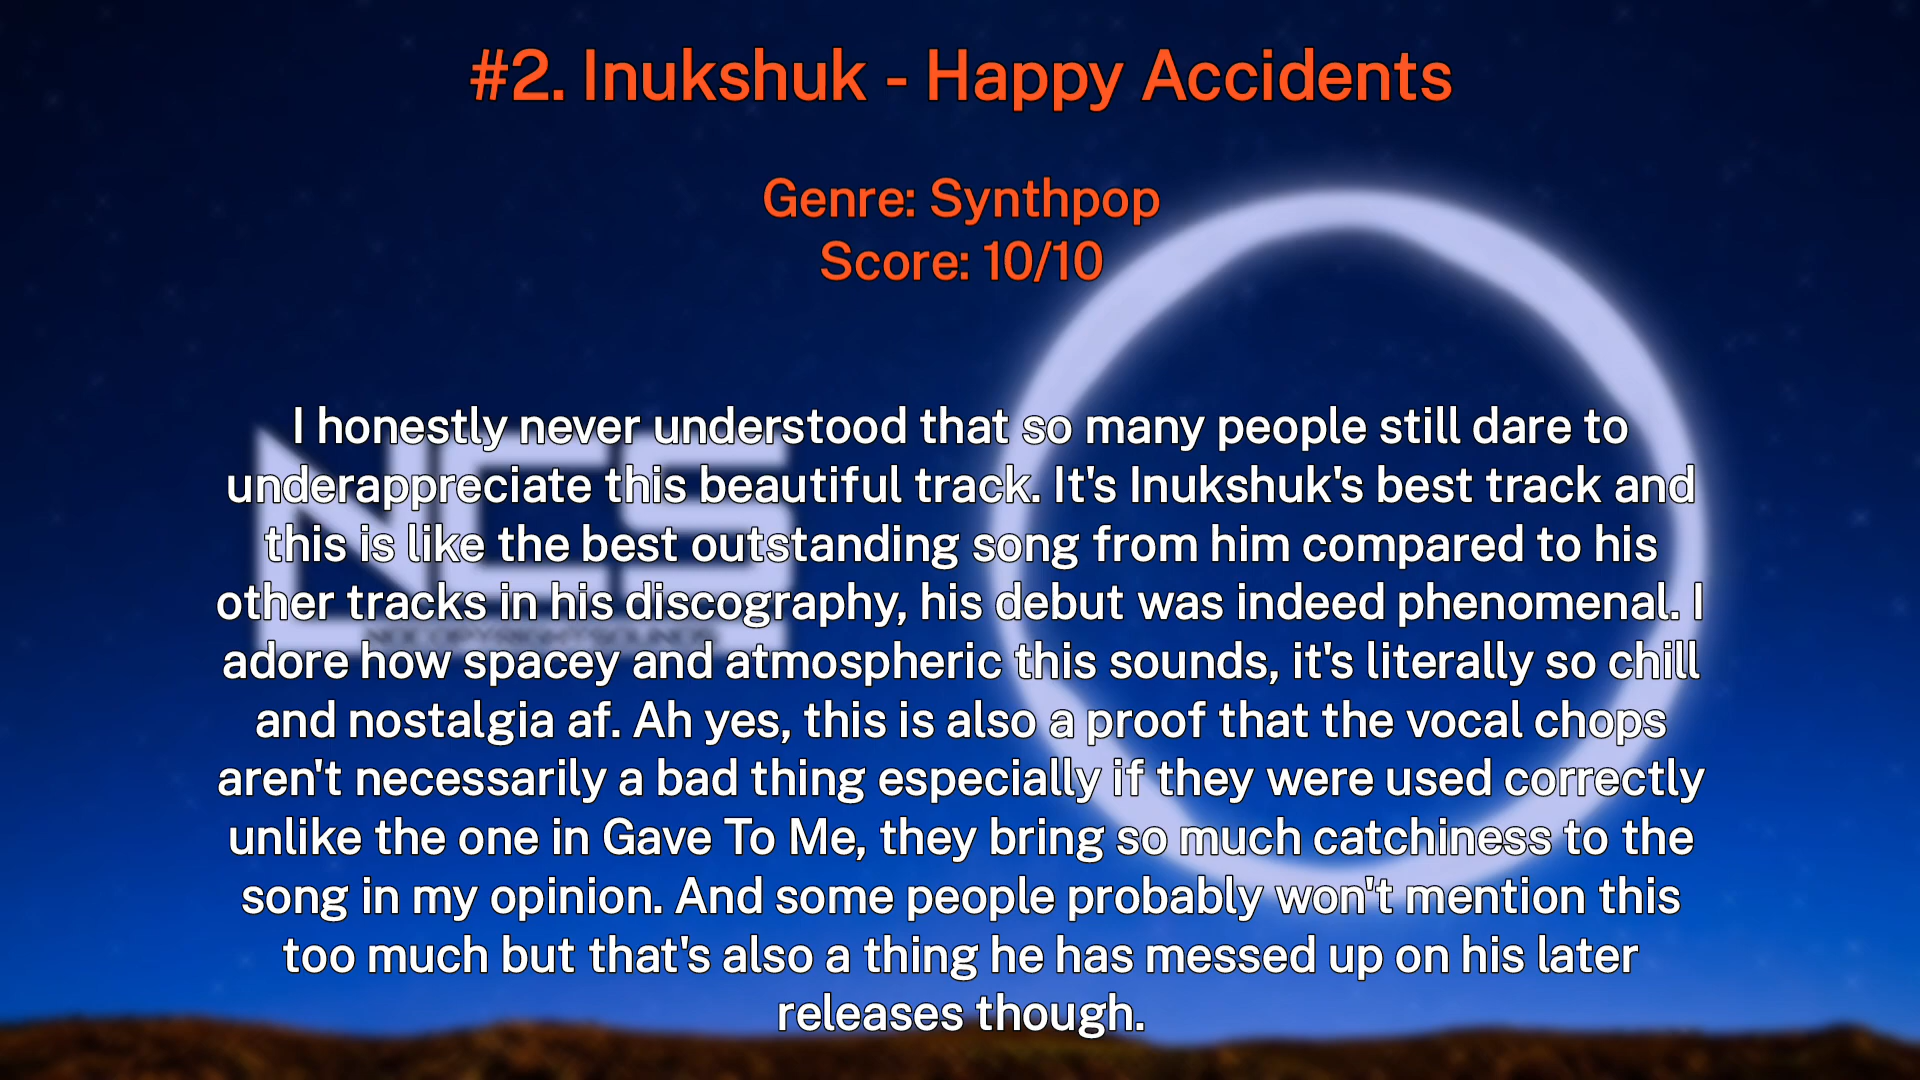 #2. Inukshuk - Happy Accidents
Genre: Synthpop
Score: 10/10
I honestly never understood that so many people still dare to
underappreciate this beautiful track. It's Inukshuk's best track and
this is like the best outstanding song from him compared to his
other tracks in his discography, his debut was indeed phenomenal. I
adore how spacey and atmospheric this sounds, it's literally so chill
and nostalgia af. Ah yes, this is also a proof that the vocal chops
aren't necessarily a bad thing especially if they were used correctly
unlike the one in Gave To Me, they bring so much catchiness to the
song in my opinion. And some people probably won't mention this
too much but that's also a thing he has messed up on his later
releases though.
NCS
NOCOPYRIGHTSOUNDS